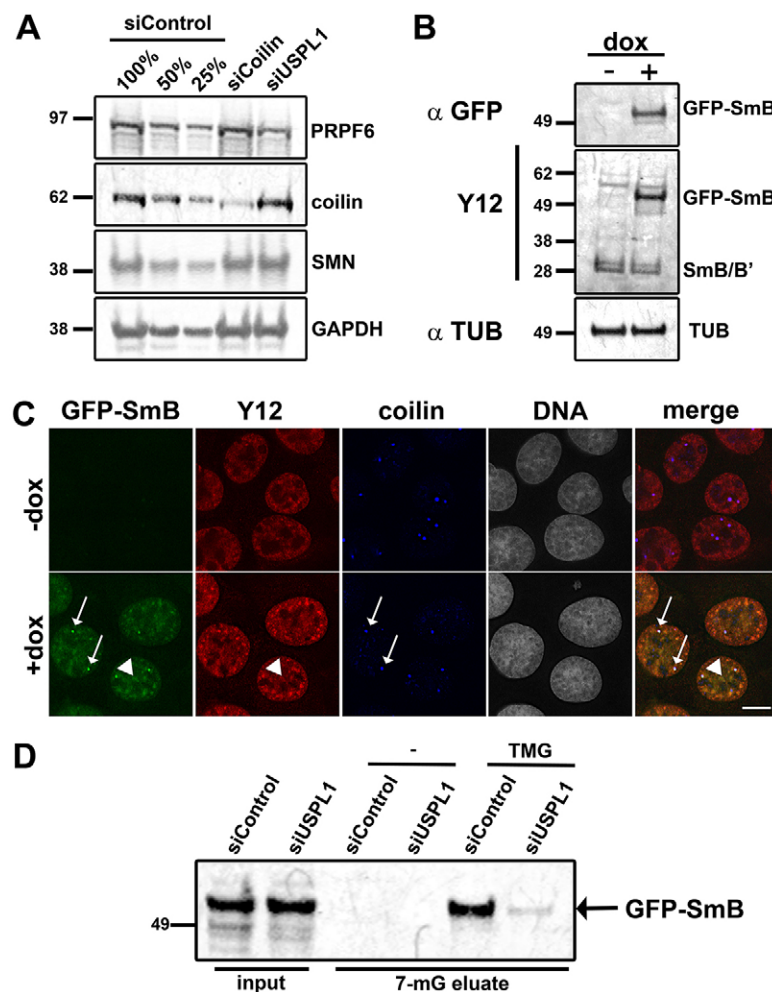 A
siControl
100% 50% 25% siCoilin siUSPL1
97
PRPF6
62
coilin
38
SMN
38
GAPDH
B
dox
- +
α GFP
49
GFP-SmB
Y12
62
49
38
28
GFP-SmB
SmB/B'
α TUB
49
TUB
C
GFP-SmB Y12 coilin DNA merge
-dox
+dox
D
- TMG
siControl siUSPL1 siControl siUSPL1 siControl siUSPL1
49
GFP-SmB
input 7-mG eluate